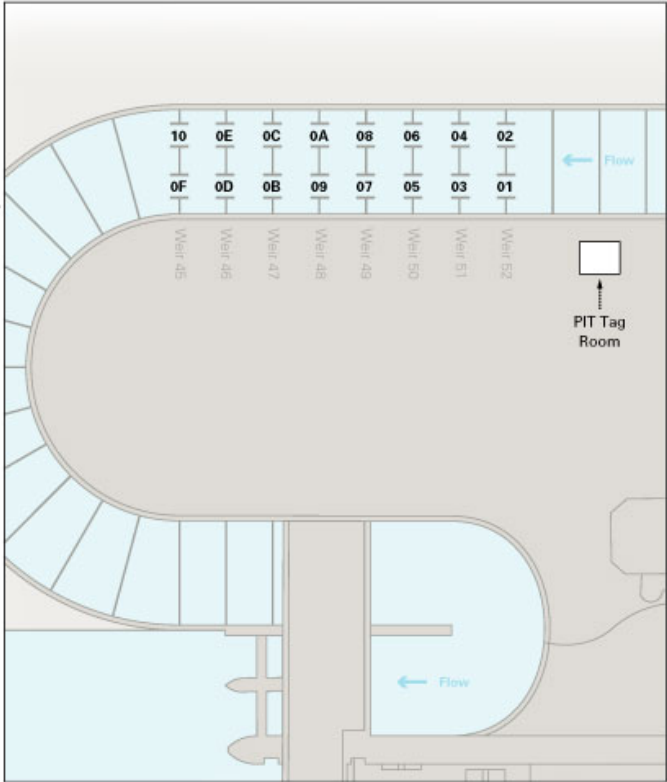 10 0E 0C 0A 08 06 04 02
← Flow
0F 0D 0B 09 07 05 03 01
Weir 45
Weir 46
Weir 47
Weir 48
Weir 49
Weir 50
Weir 51
Weir 52
PIT Tag
Room
← Flow